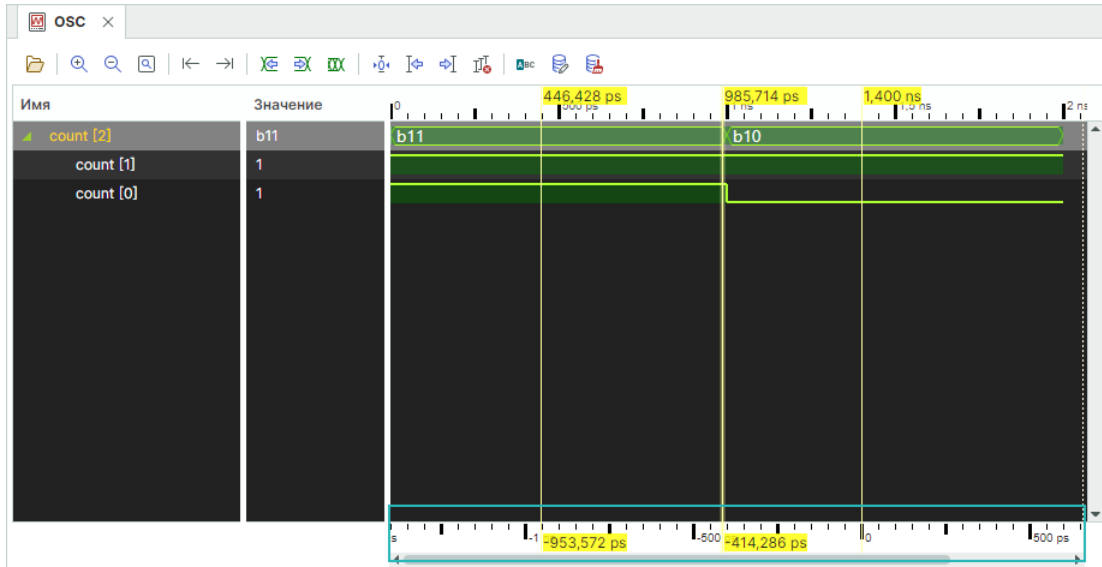 OSC
ABC
Имя Значение 0 446,428 ps 985,714 ps 1,400 ns 2 ns
500 ps 1 ns 1,5 ns
count [2] b11 b11 b10
count [1] 1
count [0] 1
s -1 -953,572 ps -500 -414,286 ps 0 500 ps